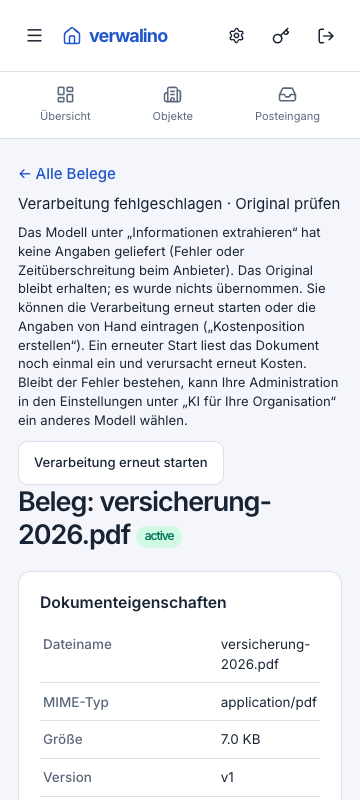 verwalino
Übersicht
Objekte
Posteingang
← Alle Belege
Verarbeitung fehlgeschlagen · Original prüfen
Das Modell unter „Informationen extrahieren“ hat
keine Angaben geliefert (Fehler oder
Zeitüberschreitung beim Anbieter). Das Original
bleibt erhalten; es wurde nichts übernommen. Sie
können die Verarbeitung erneut starten oder die
Angaben von Hand eintragen („Kostenposition
erstellen“). Ein erneuter Start liest das Dokument
noch einmal ein und verursacht erneut Kosten.
Bleibt der Fehler bestehen, kann Ihre Administration
in den Einstellungen unter „KI für Ihre Organisation“
ein anderes Modell wählen.
Verarbeitung erneut starten
Beleg: versicherung-
2026.pdf active
Dokumenteigenschaften
Dateiname versicherung-
2026.pdf
MIME-Typ application/pdf
Größe 7.0 KB
Version v1